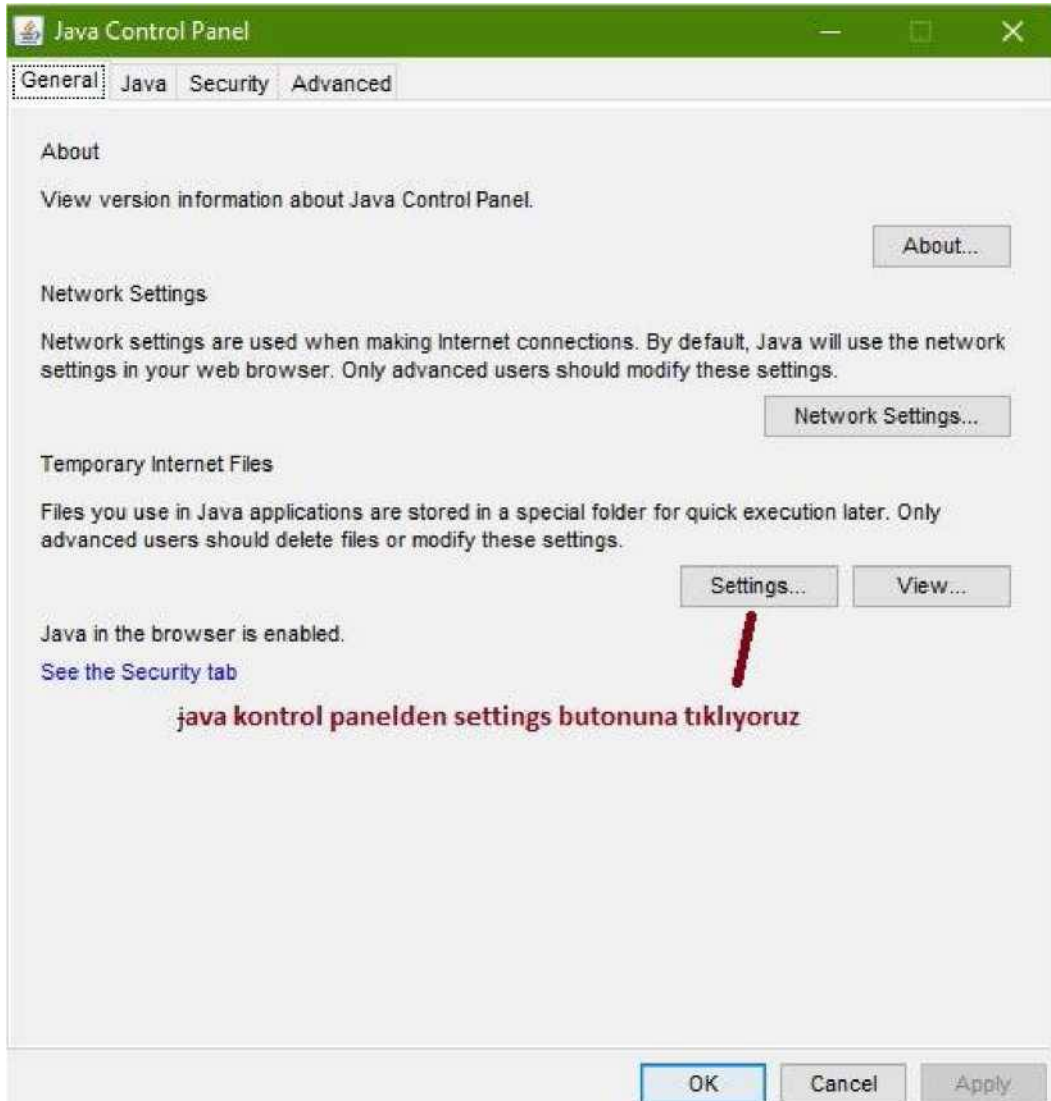 Java Control Panel
General Java Security Advanced
About
View version information about Java Control Panel.
About...
Network Settings
Network settings are used when making Internet connections. By default, Java will use the network
settings in your web browser. Only advanced users should modify these settings.
Network Settings...
Temporary Internet Files
Files you use in Java applications are stored in a special folder for quick execution later. Only
advanced users should delete files or modify these settings.
Settings... View...
Java in the browser is enabled.
See the Security tab
java kontrol panelden settings butonuna tıklıyoruz
OK Cancel Apply